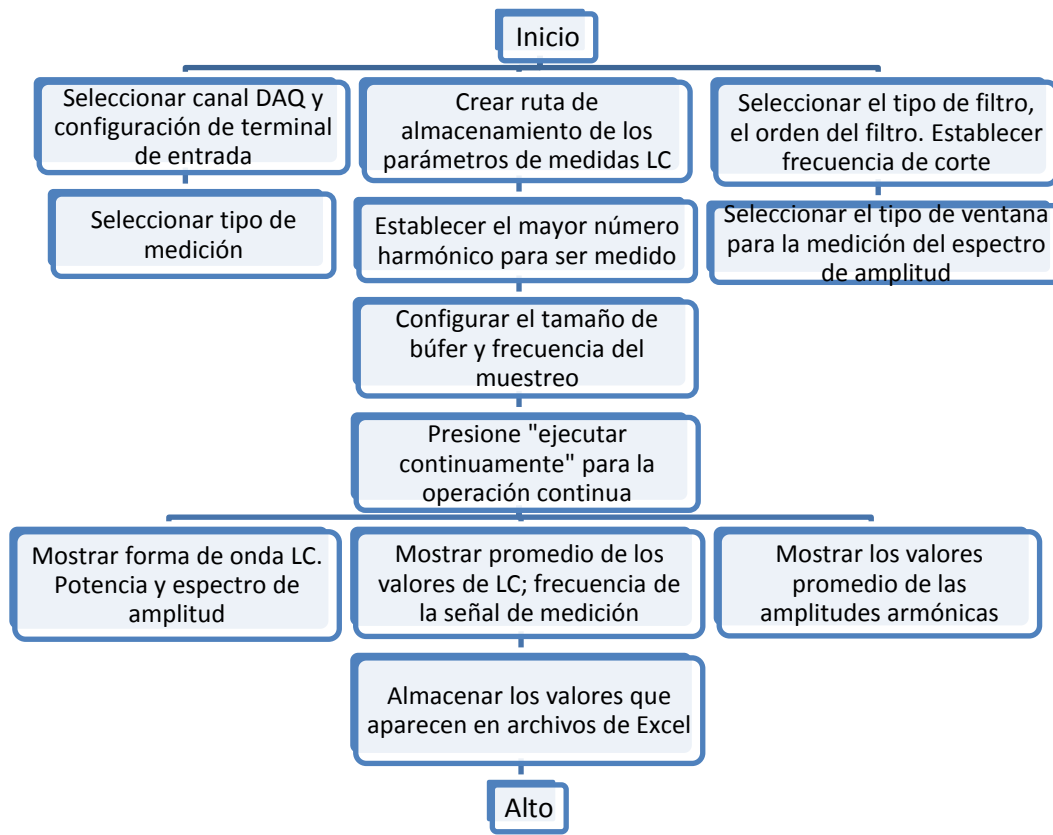 Inicio
Seleccionar canal DAQ y
configuración de terminal
de entrada
Crear ruta de
almacenamiento de los
parámetros de medidas LC
Seleccionar el tipo de filtro,
el orden del filtro. Establecer
frecuencia de corte
Seleccionar tipo de
medición
Establecer el mayor número
harmónico para ser medido
Seleccionar el tipo de ventana
para la medición del espectro
de amplitud
Configurar el tamaño de
búfer y frecuencia del
muestreo
Presione "ejecutar
continuamente" para la
operación continua
Mostrar forma de onda LC.
Potencia y espectro de
amplitud
Mostrar promedio de los
valores de LC; frecuencia de
la señal de medición
Mostrar los valores
promedio de las
amplitudes armónicas
Almacenar los valores que
aparecen en archivos de Excel
Alto